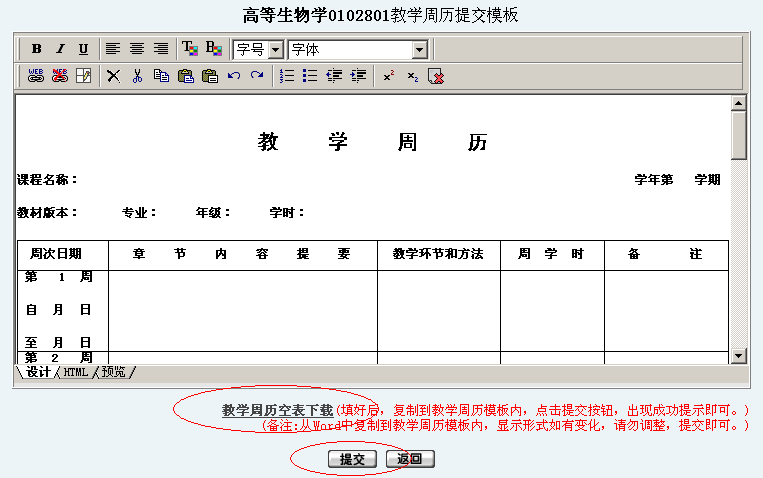 高等生物学0102801教学周历提交模板
B I U 字号 字体
教 学 周 历
课程名称： 学年第 学期
教材版本： 专业： 年级： 学时：
周次日期 章 节 内 容 提 要 教学环节和方法 周 学 时 备 注
第 1 周
自 月 日
至 月 日
第 2 周
设计 HTML 预览
教学周历空表下载(填好后，复制到教学周历模板内，点击提交按钮，出现成功提示即可。)
(备注:从Word中复制到教学周历模板内，显示形式如有变化，请勿调整，提交即可。)
提交 返回